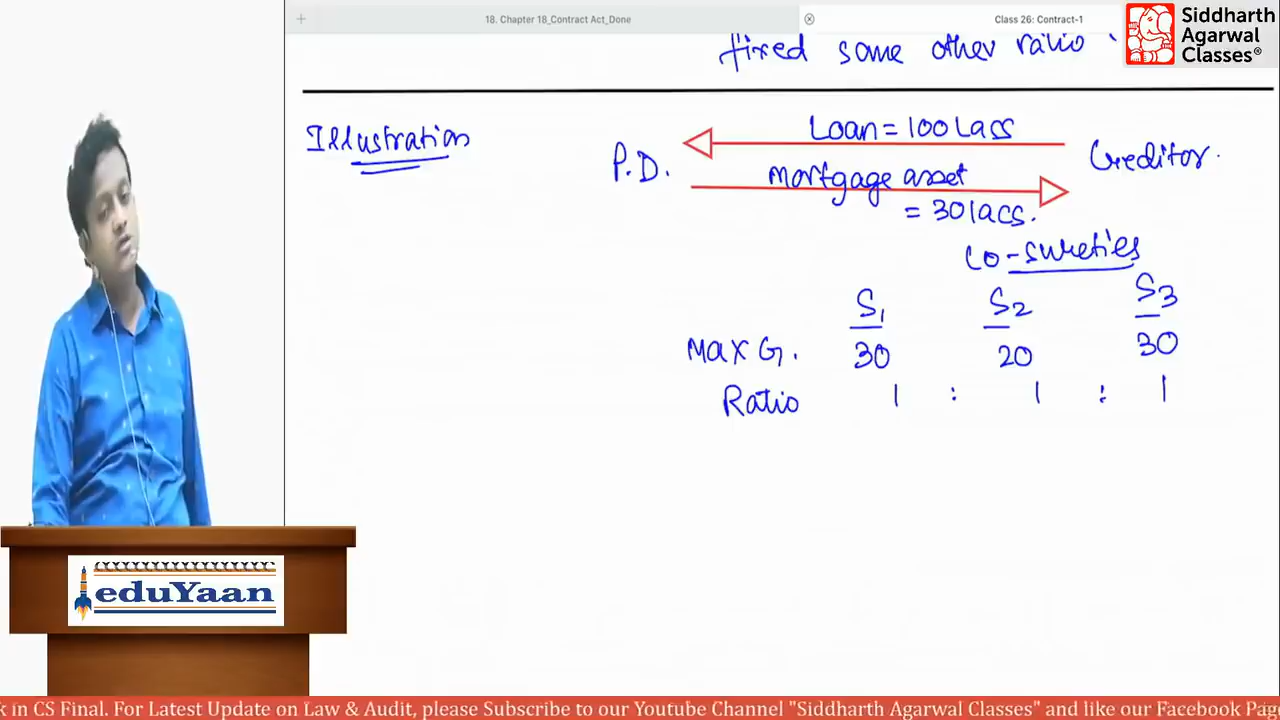 18. Chapter 18_Contract Act_Done
Class 26: Contract-1
Siddharth
Agarwal
Classes®
fixed some other ratio
Illustration
Loan = 100 Lacs
P.D.
Creditor.
mortgage asset
= 30 lacs.
Co-sureties
S1 S2 S3
Max G. 30 20 30
Ratio 1 : 1 : 1
eduYaan
k in CS Final. For Latest Update on Law & Audit, please Subscribe to our Youtube Channel "Siddharth Agarwal Classes" and like our Facebook Pag